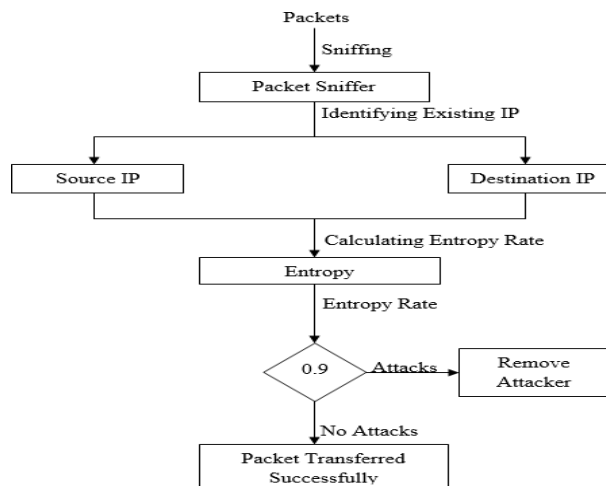 Packets
Sniffing
Packet Sniffer
Identifying Existing IP
Source IP
Destination IP
Calculating Entropy Rate
Entropy
Entropy Rate
0.9
Attacks
Remove
Attacker
No Attacks
Packet Transferred
Successfully